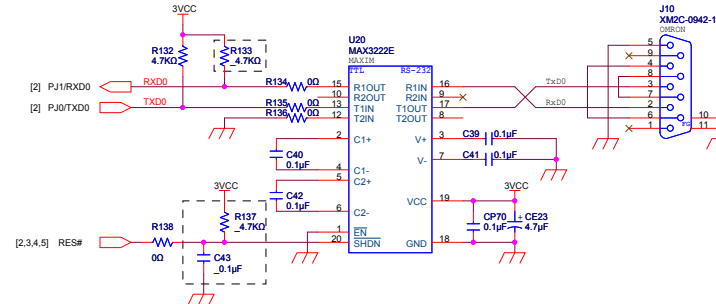 3VCC
R132
4.7KΩ
R133
_4.7KΩ
U20
MAX3222E
MAXIM
J10
XM2C-0942-1
OMRON
TTL
RS-232
[2] PJ1/RXD0
RXD0
R134
0Ω
15
R1OUT
R1IN
16
TxD0
10
R2OUT
R2IN
9
[2] PJ0/TXD0
TXD0
R135
0Ω
13
T1IN
T1OUT
17
RxD0
R136
0Ω
12
T2IN
T2OUT
8
5
9
4
8
3
7
2
6
1
FG
10
11
2
C1+
V+
3
C39
0.1µF
C40
0.1µF
4
C1-
V-
7
C41
0.1µF
5
C2+
C42
0.1µF
6
C2-
VCC
19
3VCC
CP70
0.1µF
+
CE23
4.7µF
3VCC
R137
_4.7KΩ
1
EN
[2,3,4,5] RES#
R138
0Ω
20
SHDN
GND
18
C43
_0.1µF